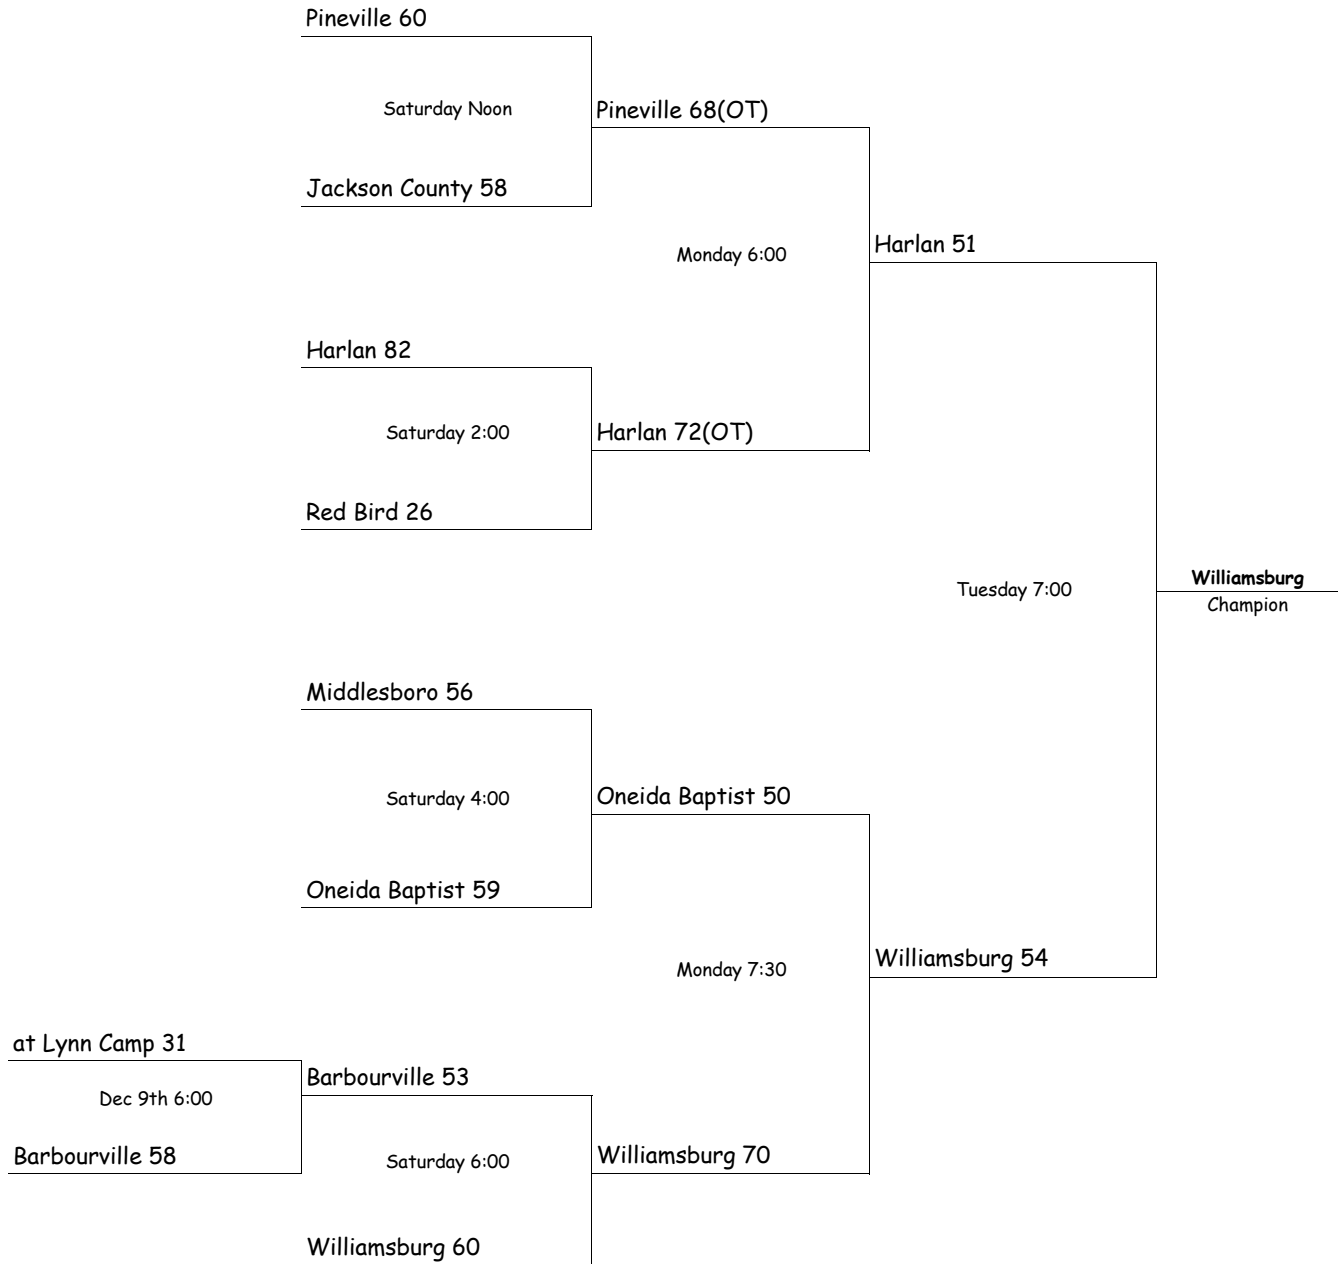 Pineville 60
Saturday Noon
Pineville 68(OT)
Jackson County 58
Monday 6:00
Harlan 51
Harlan 82
Saturday 2:00
Harlan 72(OT)
Red Bird 26
Tuesday 7:00
Williamsburg
Champion
Middlesboro 56
Saturday 4:00
Oneida Baptist 50
Oneida Baptist 59
Monday 7:30
Williamsburg 54
at Lynn Camp 31
Dec 9th 6:00
Barbourville 53
Barbourville 58
Saturday 6:00
Williamsburg 70
Williamsburg 60